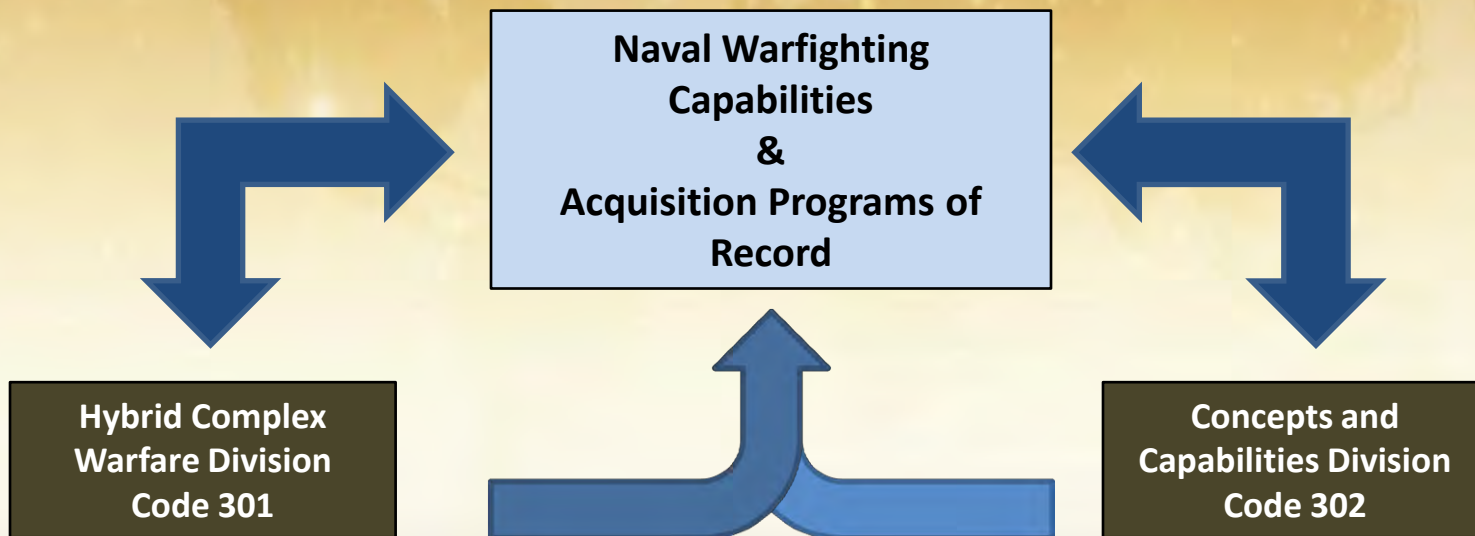 Naval Warfighting
Capabilities
&
Acquisition Programs of
Record
Hybrid Complex
Warfare Division
Code 301
Concepts and
Capabilities Division
Code 302